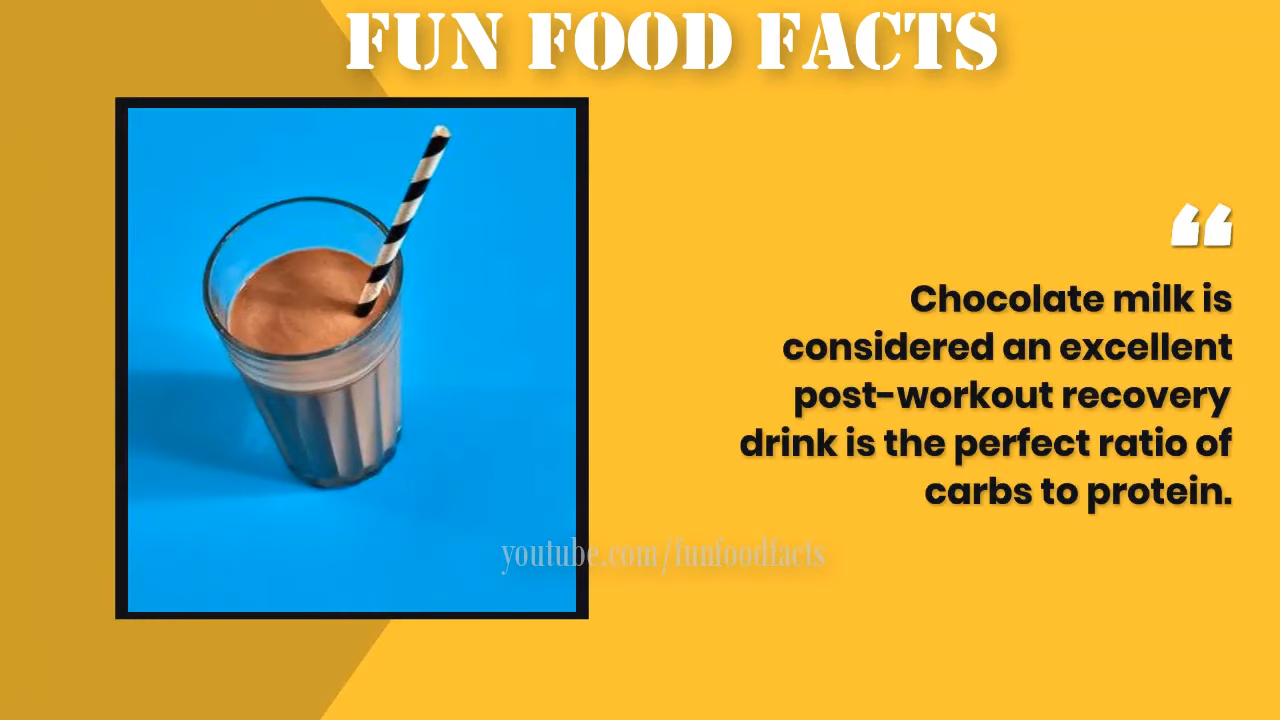 FUN FOOD FACTS
Chocolate milk is
considered an excellent
post-workout recovery
drink is the perfect ratio of
carbs to protein.
youtube.com/funfoodfacts